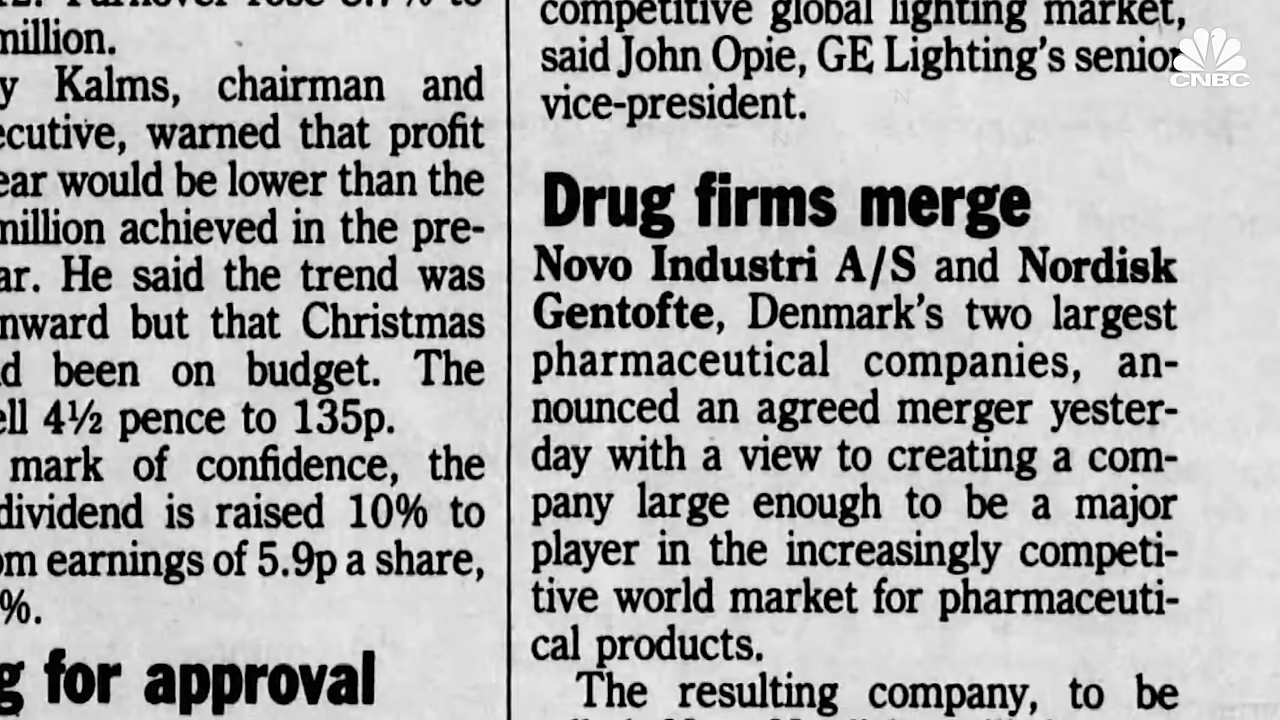 million.
y Kalms, chairman and
ecutive, warned that profit
ear would be lower than the
million achieved in the pre-
ar. He said the trend was
nward but that Christmas
d been on budget. The
ell 4½ pence to 135p.
mark of confidence, the
dividend is raised 10% to
om earnings of 5.9p a share,
%.
g for approval
competitive global lighting market,
said John Opie, GE Lighting's senior
vice-president.
Drug firms merge
Novo Industri A/S and Nordisk
Gentofte, Denmark's two largest
pharmaceutical companies, an-
nounced an agreed merger yester-
day with a view to creating a com-
pany large enough to be a major
player in the increasingly competi-
tive world market for pharmaceuti-
cal products.
The resulting company, to be
CNBC